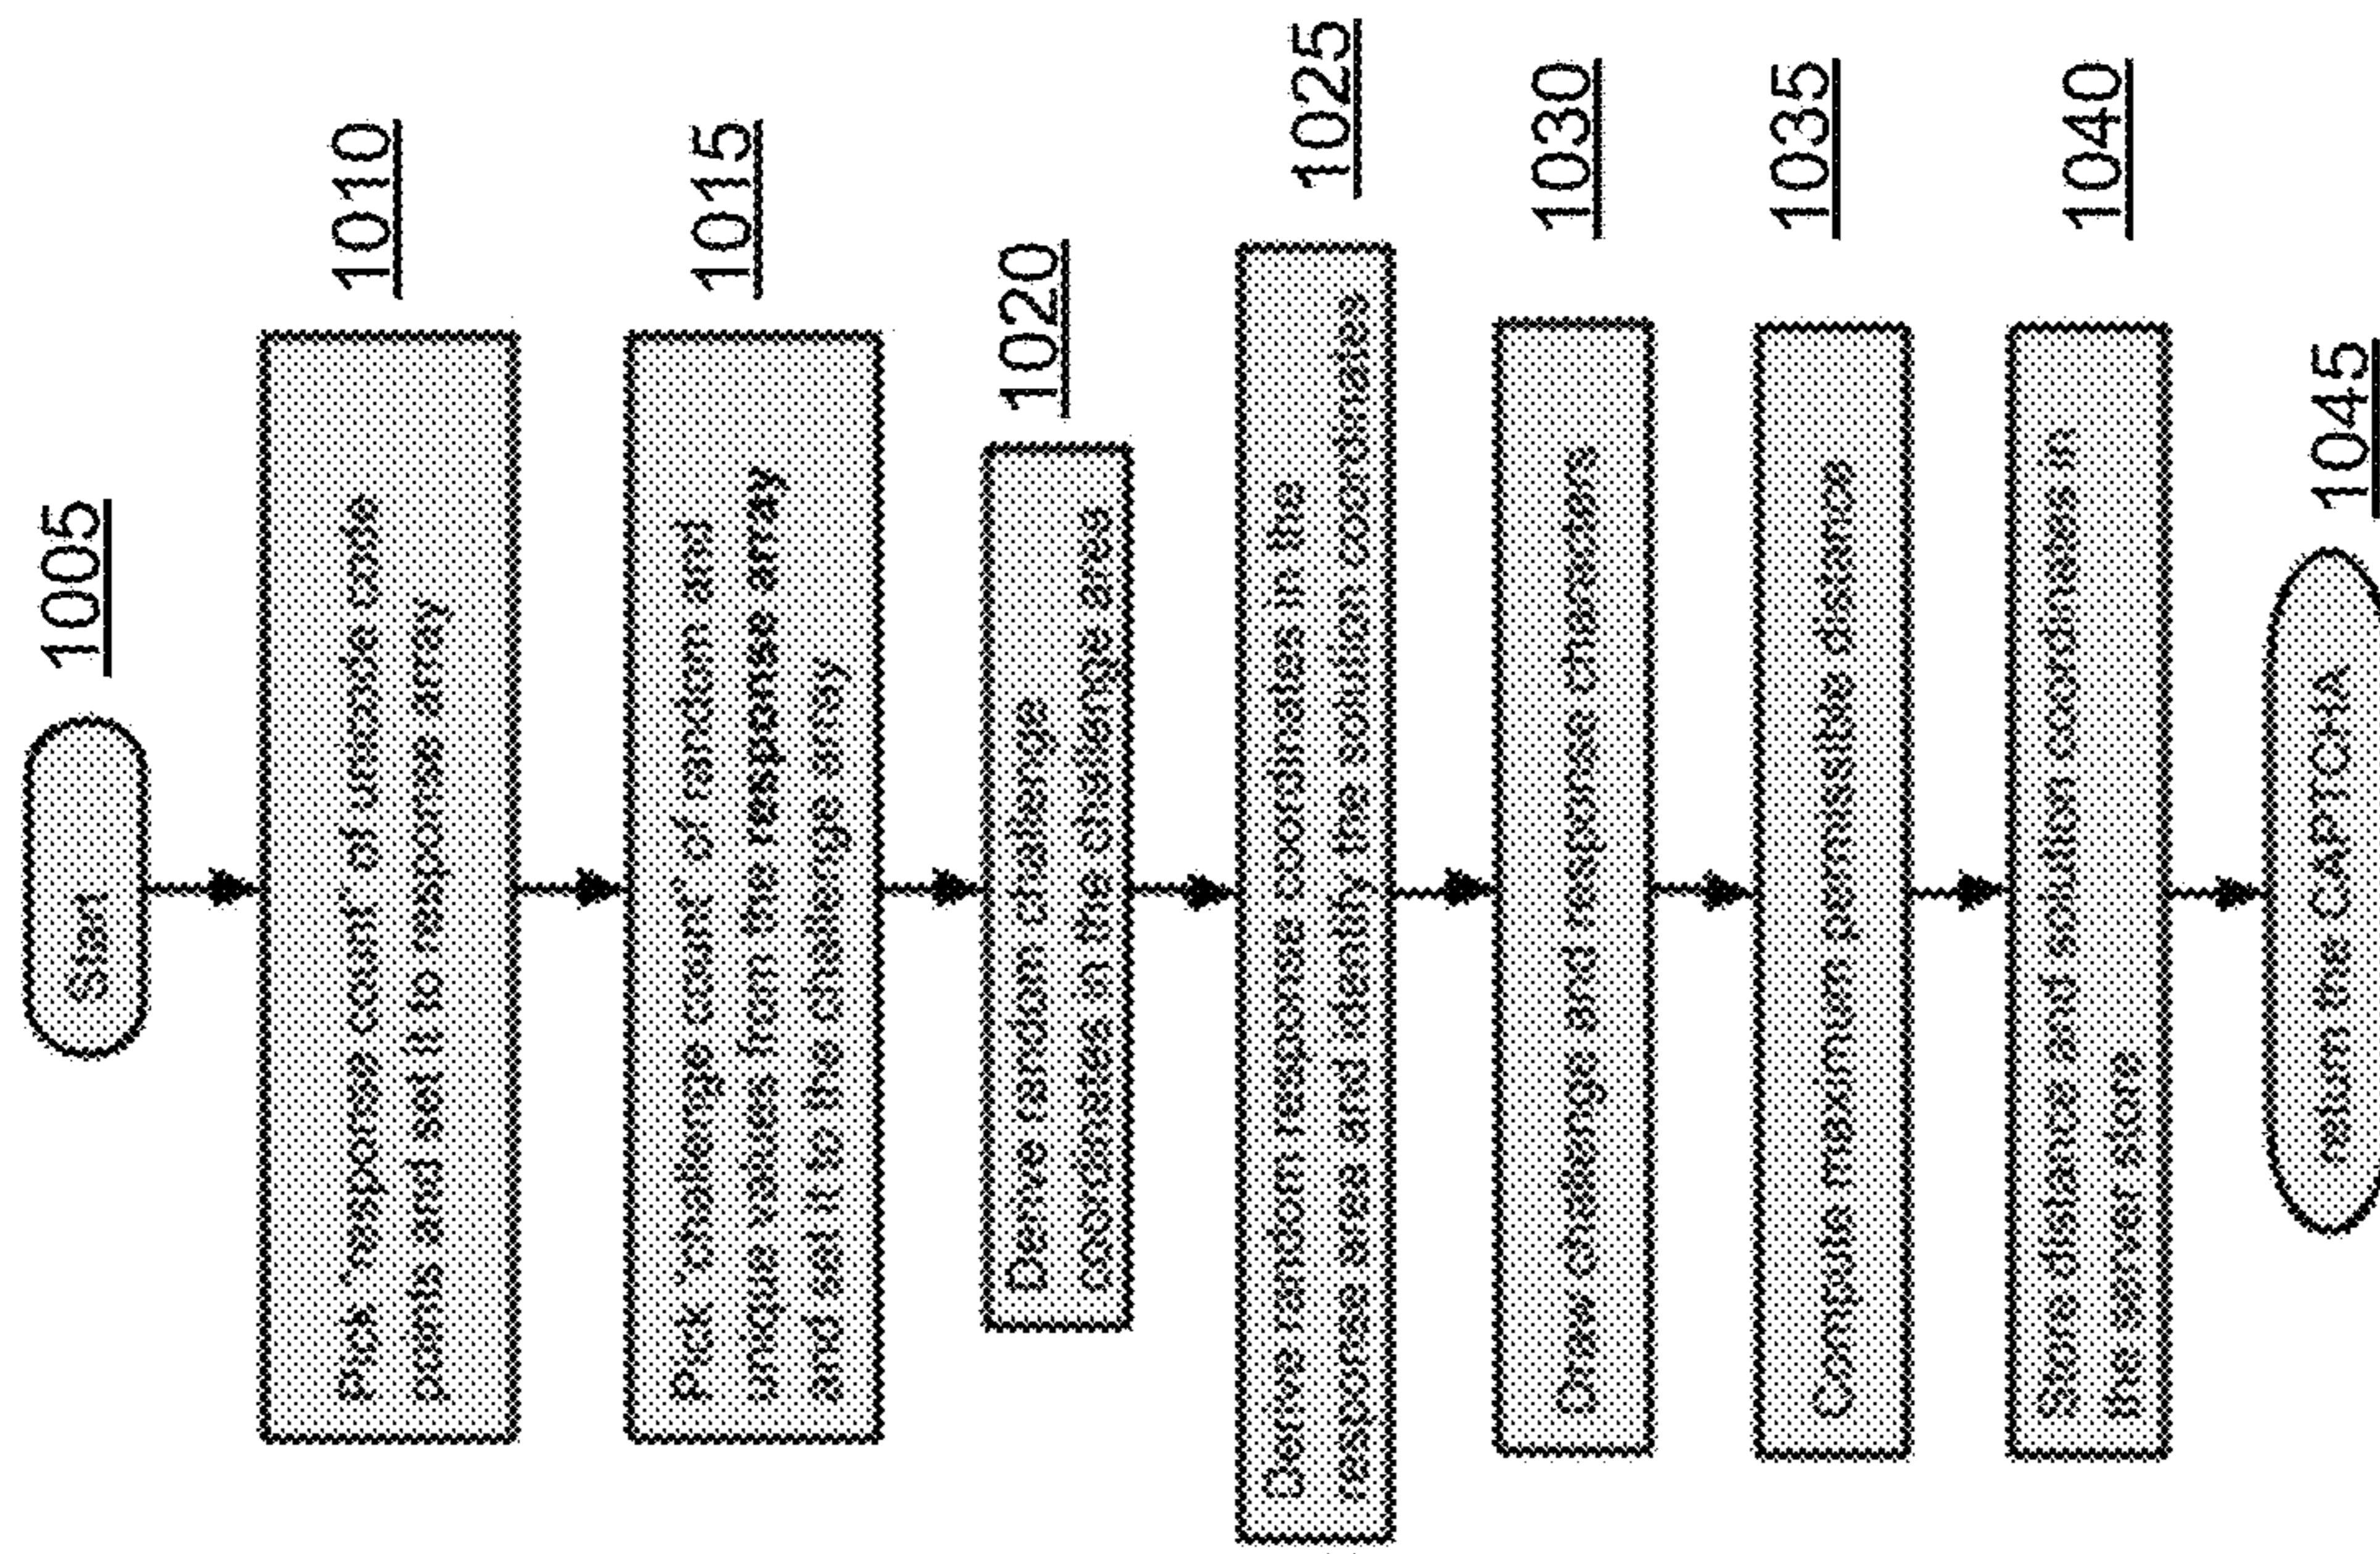 Start
1005
Pick 'response count' of unicode code
points and set it to response array
1010
Pick 'challenge count' of random and
unique values from the response array
and set it to the challenge array
1015
Derive random challenge
coordinates in the challenge area
1020
Derive random response coordinates in the
response area and identity the solution coordinates
1025
Draw challenge and response characters
1030
Compute maximum permissible distance
1035
Store distance and solution coordinates in
the server store
1040
return the CAPTCHA
1045